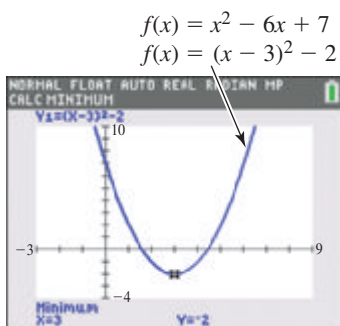 f(x) = x² − 6x + 7
f(x) = (x − 3)² − 2
NORMAL FLOAT AUTO REAL RADIAN MP
CALC MINIMUM
Y1=(X-3)²-2
10
−3
9
−4
Minimum
X=3 Y=-2